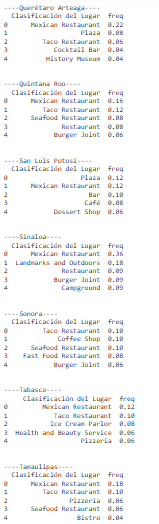 ----Querétaro Arteaga----
Clasificación del Lugar freq
0 Mexican Restaurant 0.22
1 Plaza 0.08
2 Taco Restaurant 0.06
3 Cocktail Bar 0.04
4 History Museum 0.04
----Quintana Roo----
Clasificación del Lugar freq
0 Mexican Restaurant 0.16
1 Taco Restaurant 0.12
2 Seafood Restaurant 0.08
3 Restaurant 0.08
4 Burger Joint 0.06
----San Luis Potosí----
Clasificación del Lugar freq
0 Plaza 0.12
1 Mexican Restaurant 0.12
2 Bar 0.10
3 Café 0.08
4 Dessert Shop 0.06
----Sinaloa----
Clasificación del Lugar freq
0 Mexican Restaurant 0.36
1 Landmarks and Outdoors 0.18
2 Restaurant 0.09
3 Burger Joint 0.09
4 Campground 0.09
----Sonora----
Clasificación del Lugar freq
0 Taco Restaurant 0.10
1 Coffee Shop 0.10
2 Seafood Restaurant 0.10
3 Fast Food Restaurant 0.08
4 Burger Joint 0.06
----Tabasco----
Clasificación del Lugar freq
0 Mexican Restaurant 0.12
1 Taco Restaurant 0.10
2 Ice Cream Parlor 0.08
3 Health and Beauty Service 0.06
4 Pizzeria 0.06
----Tamaulipas----
Clasificación del Lugar freq
0 Mexican Restaurant 0.18
1 Taco Restaurant 0.10
2 Pizzeria 0.06
3 Seafood Restaurant 0.06
4 Bistro 0.04